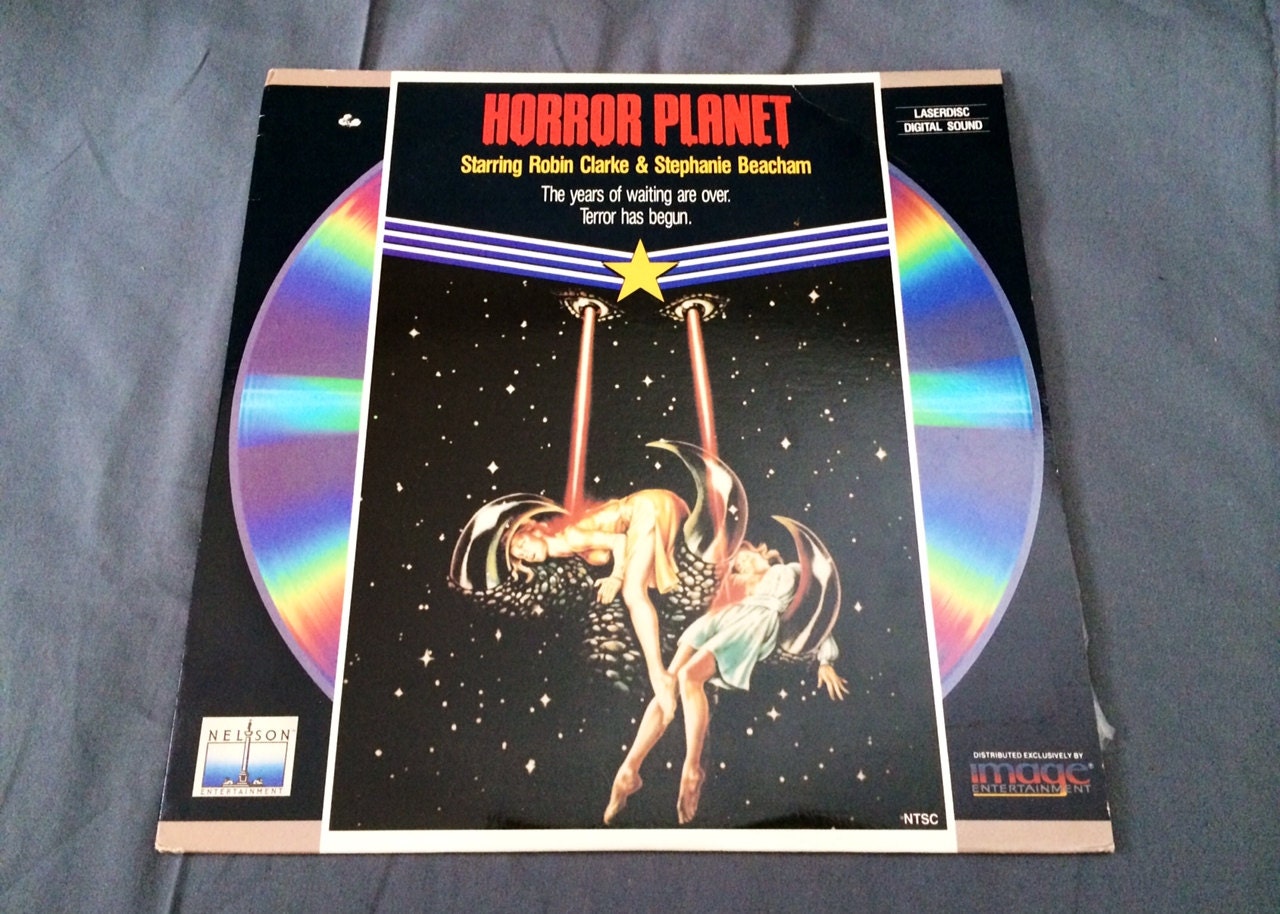 HORROR PLANET
Starring Robin Clarke & Stephanie Beacham
The years of waiting are over.
Terror has begun.
LASERDISC
DIGITAL SOUND
NELSON
ENTERTAINMENT
DISTRIBUTED EXCLUSIVELY BY
image
ENTERTAINMENT
NTSC